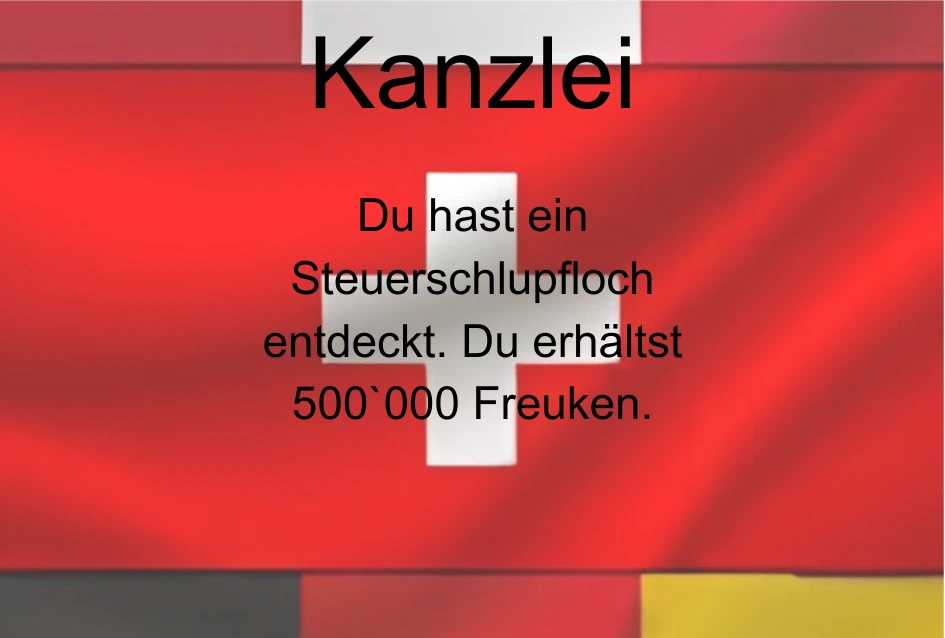 Kanzlei
Du hast ein
Steuerschlupfloch
entdeckt. Du erhältst
500`000 Freuken.